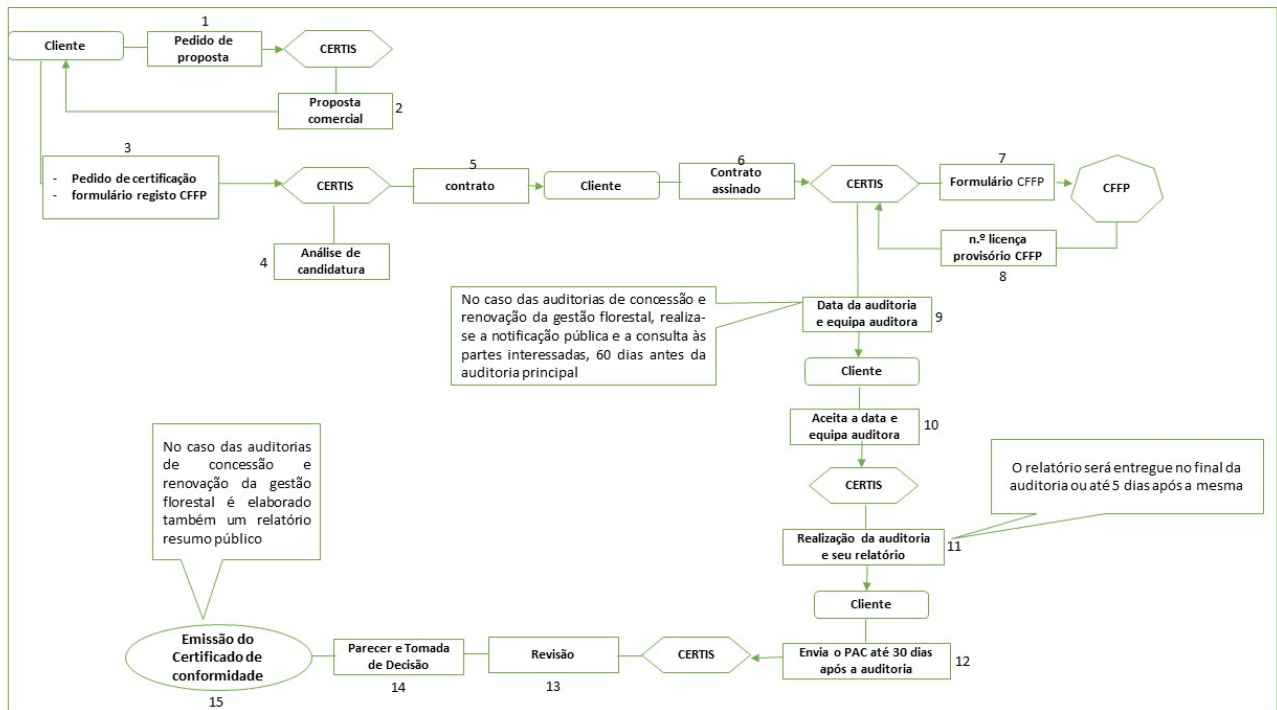 1
Cliente
Pedido de
proposta
CERTIS
Proposta
comercial
2
3
- Pedido de certificação
- formulário registo CFFP
CERTIS
5
contrato
Cliente
6
Contrato
assinado
CERTIS
7
Formulário CFFP
CFFP
4
Análise de
candidatura
n.º licença
provisório CFFP
8
No caso das auditorias de concessão e
renovação da gestão florestal, realiza-
se a notificação pública e a consulta às
partes interessadas, 60 dias antes da
auditoria principal
Data da auditoria
e equipa auditora
9
Cliente
Aceita a data e
equipa auditora
10
CERTIS
O relatório será entregue no final da
auditoria ou até 5 dias após a mesma
Realização da auditoria
e seu relatório
11
Cliente
Envia o PAC até 30 dias
após a auditoria
12
CERTIS
Revisão
13
Parecer e Tomada
de Decisão
14
No caso das auditorias
de concessão e
renovação da gestão
florestal é elaborado
também um relatório
resumo público
Emissão do
Certificado de
conformidade
15